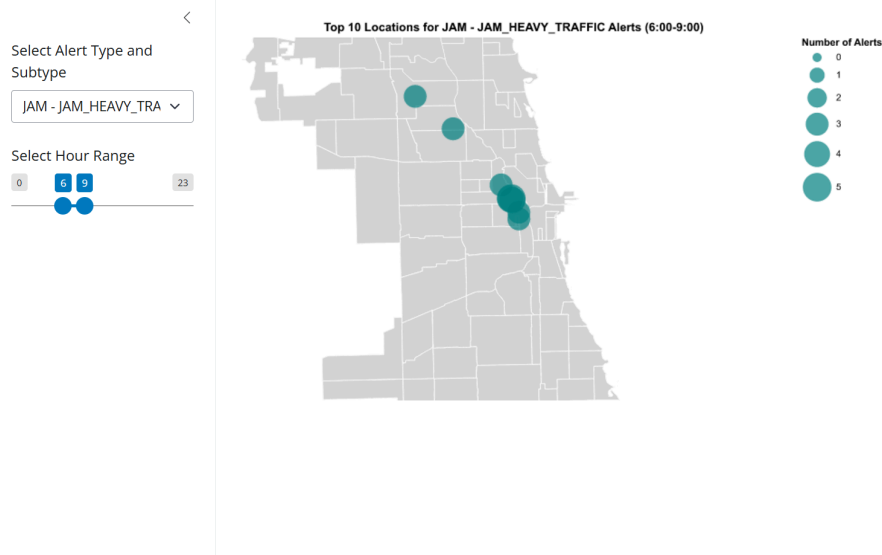 Select Alert Type and
Subtype
JAM - JAM_HEAVY_TRA
Select Hour Range
0 6 9 23
Top 10 Locations for JAM - JAM_HEAVY_TRAFFIC Alerts (6:00-9:00)
Number of Alerts
0
1
2
3
4
5